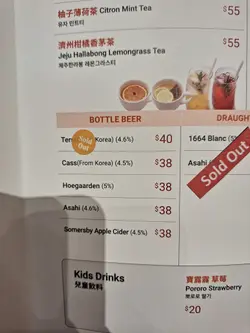 柚子薄荷茶 Citron Mint Tea $55
유자 민트티
濟州柑橘香茅茶
Jeju Hallabong Lemongrass Tea $55
제주한라봉 레몬그라스티
BOTTLE BEER
Korea) (4.6%) $40
Sold Out
Cass(From Korea) (4.5%) $38
Hoegaarden (5%) $38
Asahi (4.6%) $38
Somersby Apple Cider (4.5%) $38
DRAUGH
1664 Blanc
Asahi
Sold Out
Kids Drinks
兒童飲料
寶露露 草莓
Pororo Strawberry
뽀로로 딸기
$20